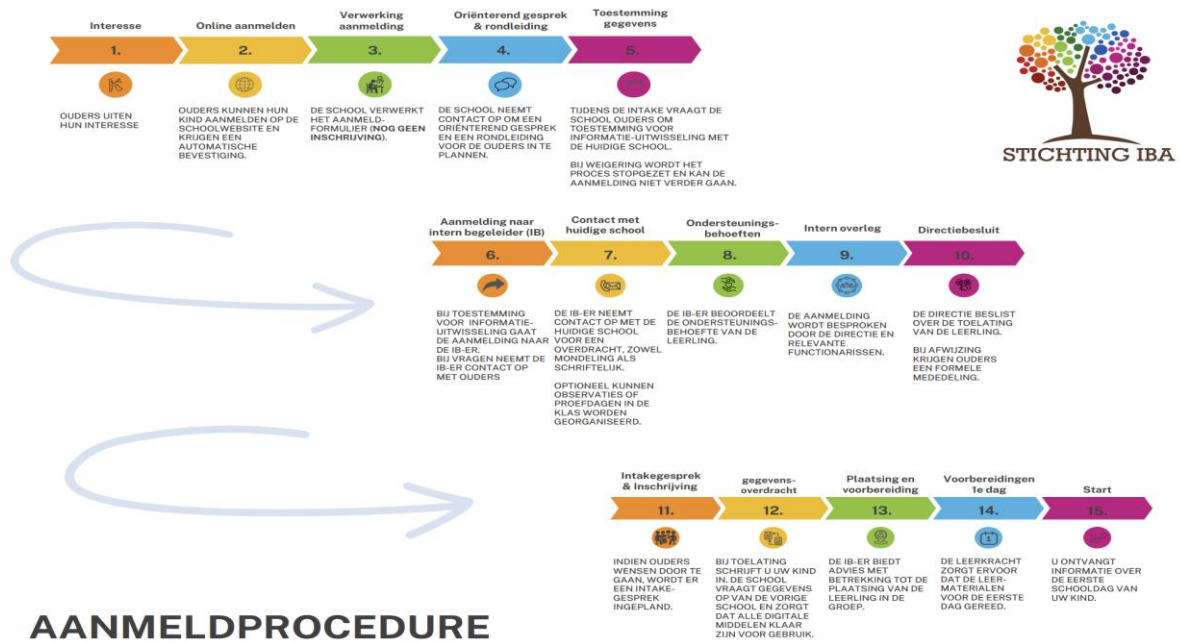 Interesse
1.
OUDERS UITEN
HUN INTERESSE
Online aanmelden
2.
OUDERS KUNNEN HUN
KIND AANMELDEN OP DE
SCHOOLWEBSITE EN
KRIJGEN EEN
AUTOMATISCHE
BEVESTIGING.
Verwerking
aanmelding
3.
DE SCHOOL VERWERKT
HET AANMELD-
FORMULIER (NOG GEEN
INSCHRIJVING).
Oriënterend gesprek
& rondleiding
4.
DE SCHOOL NEEMT
CONTACT OP OM EEN
ORIËNTEREND GESPREK
EN EEN RONDLEIDING
VOOR DE OUDERS IN TE
PLANNEN.
Toestemming
gegevens
5.
TIJDENS DE INTAKE VRAAGT DE
SCHOOL OUDERS OM
TOESTEMMING VOOR
INFORMATIE-UITWISSELING MET
DE HUIDIGE SCHOOL.
BIJ WEIGERING WORDT HET
PROCES STOPGEZET EN KAN DE
AANMELDING NIET VERDER GAAN.
STICHTING IBA
Aanmelding naar
intern begeleider (IB)
6.
BIJ TOESTEMMING
VOOR INFORMATIE-
UITWISSELING GAAT
DE AANMELDING NAAR
DE IB-ER.
BIJ VRAGEN NEEMT DE
IB-ER CONTACT OP
MET OUDERS
Contact met
huidige school
7.
DE IB-ER NEEMT
CONTACT OP MET DE
HUIDIGE SCHOOL
VOOR EEN
OVERDRACHT, ZOWEL
MONDELING ALS
SCHRIFTELIJK.
OPTIONEEL KUNNEN
OBSERVATIES OF
PROEFDAGEN IN DE
KLAS WORDEN
GEORGANISEERD.
Ondersteunings-
behoeften
8.
DE IB-ER BEOORDEELT
DE ONDERSTEUNINGS-
BEHOEFTE VAN DE
LEERLING.
Intern overleg
9.
DE AANMELDING
WORDT BESPROKEN
DOOR DE DIRECTIE EN
RELEVANTE
FUNCTIONARISSEN.
Directiebesluit
10.
DE DIRECTIE BESLIST
OVER DE TOELATING
VAN DE LEERLING.
BIJ AFWIJZING
KRIJGEN OUDERS
EEN FORMELE
MEDEDELING.
Intakegesprek
& Inschrijving
11.
INDIEN OUDERS
WENSEN DOOR TE
GAAN, WORDT ER
EEN INTAKE-
GESPREK
INGEPLAND.
gegevens-
overdracht
12.
BIJ TOELATING
SCHRIJFT U UW KIND
IN. DE SCHOOL
VRAAGT GEGEVENS
OP VAN DE VORIGE
SCHOOL EN ZORGT
DAT ALLE DIGITALE
MIDDELEN KLAAR
ZIJN VOOR GEBRUIK.
Plaatsing en
voorbereiding
13.
DE IB-ER BIEDT
ADVIES MET
BETREKKING TOT DE
PLAATSING VAN DE
LEERLING IN DE
GROEP.
Voorbereidingen
1e dag
14.
DE LEERKRACHT
ZORGT ERVOOR
DAT DE LEER-
MATERIALEN
VOOR DE EERSTE
DAG GEREED.
Start
15.
U ONTVANGT
INFORMATIE OVER
DE EERSTE
SCHOOLDAG VAN
UW KIND.
AANMELDPROCEDURE